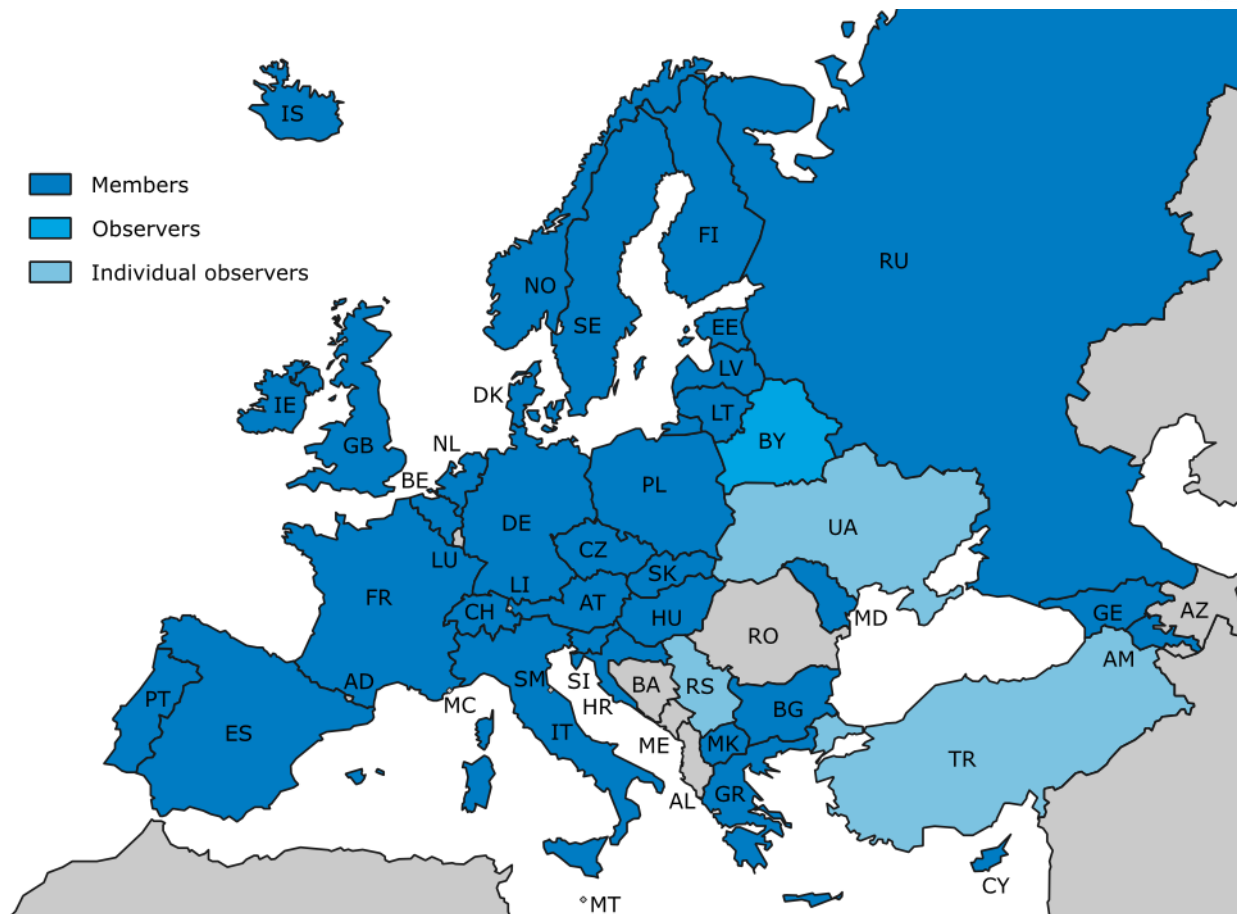 IS
Members
Observers
Individual observers
FI
RU
NO
SE
EE
LV
DK
IE
LT
GB
NL
BY
BE
PL
DE
UA
CZ
LU
SK
LI
FR
CH
AT
HU
MD
GE
AZ
RO
AM
AD
SM
SI
BA
RS
PT
MC
HR
BG
ES
IT
ME
MK
TR
AL
GR
CY
MT